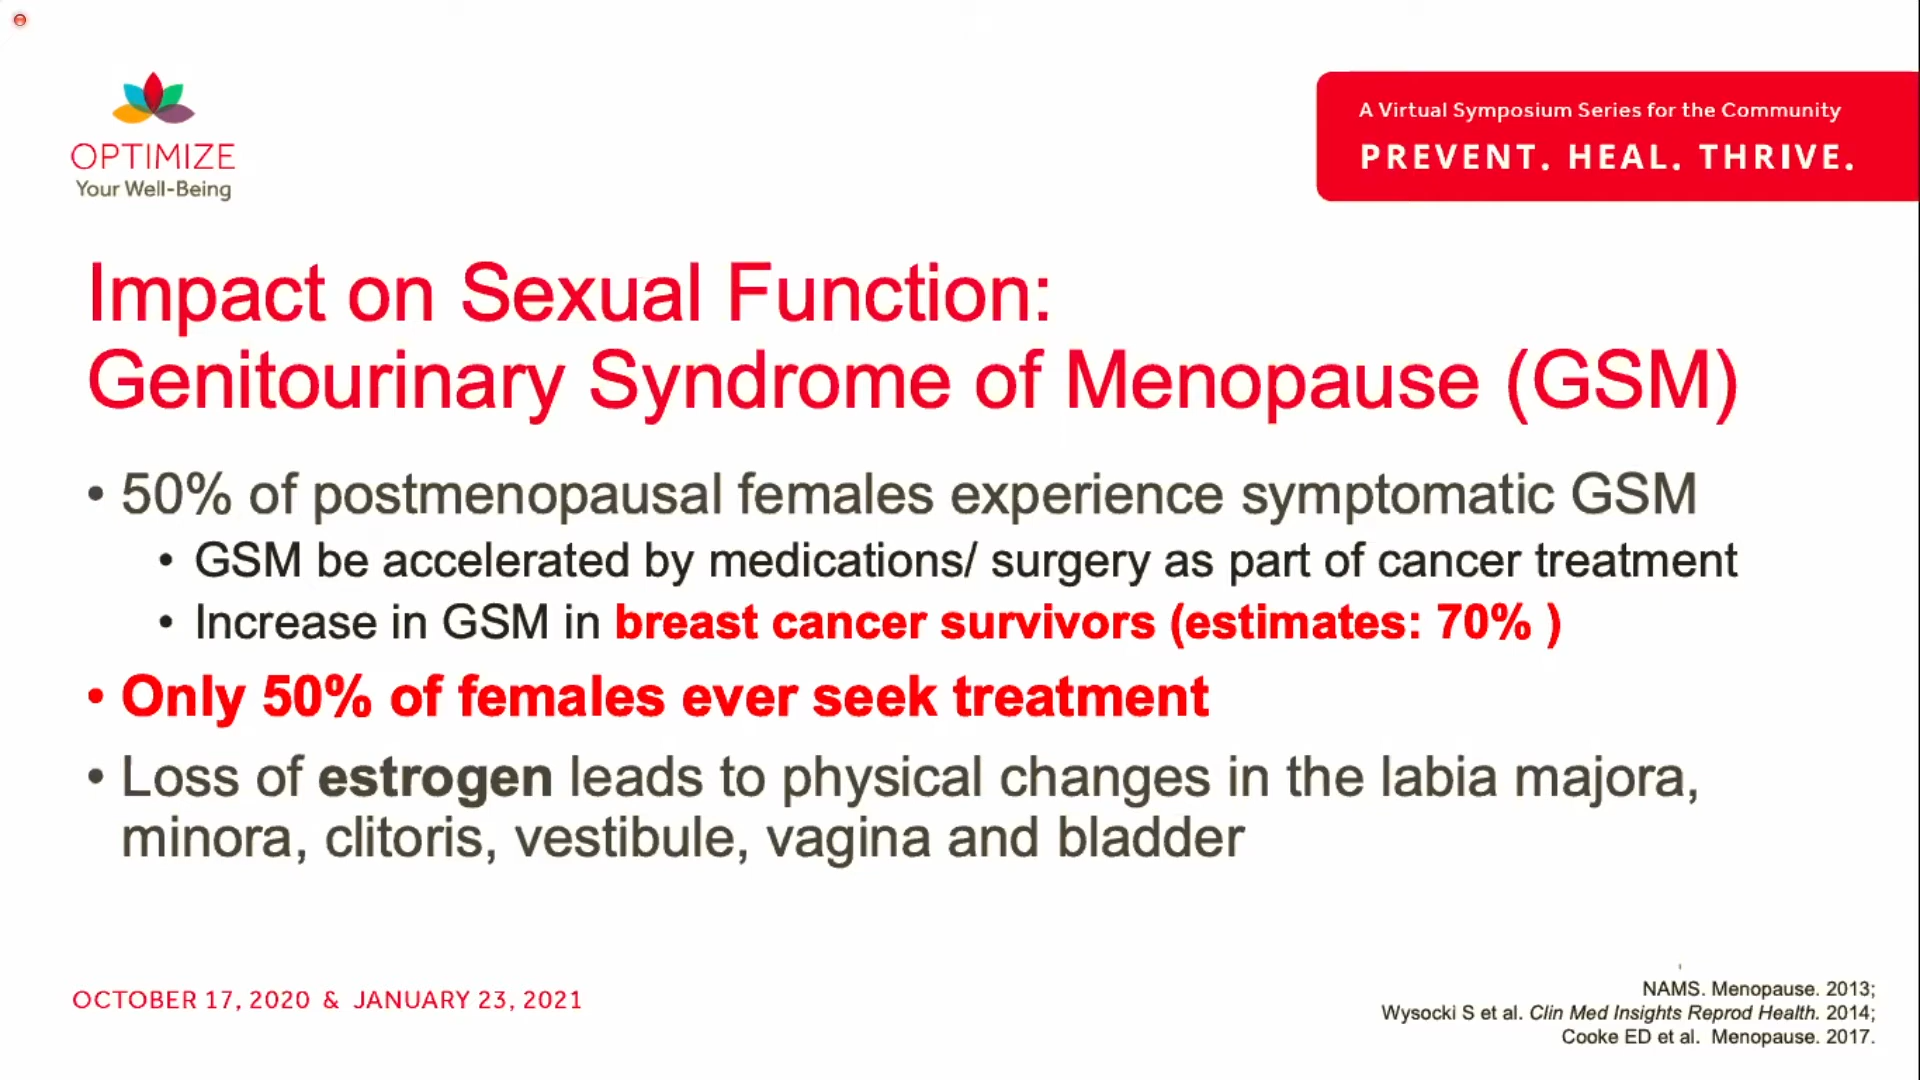 OPTIMIZE
Your Well-Being
A Virtual Symposium Series for the Community
PREVENT. HEAL. THRIVE.
Impact on Sexual Function:
Genitourinary Syndrome of Menopause (GSM)
• 50% of postmenopausal females experience symptomatic GSM
• GSM be accelerated by medications/ surgery as part of cancer treatment
• Increase in GSM in breast cancer survivors (estimates: 70% )
• Only 50% of females ever seek treatment
• Loss of estrogen leads to physical changes in the labia majora,
minora, clitoris, vestibule, vagina and bladder
OCTOBER 17, 2020 & JANUARY 23, 2021
NAMS. Menopause. 2013;
Wysocki S et al. Clin Med Insights Reprod Health. 2014;
Cooke ED et al. Menopause. 2017.